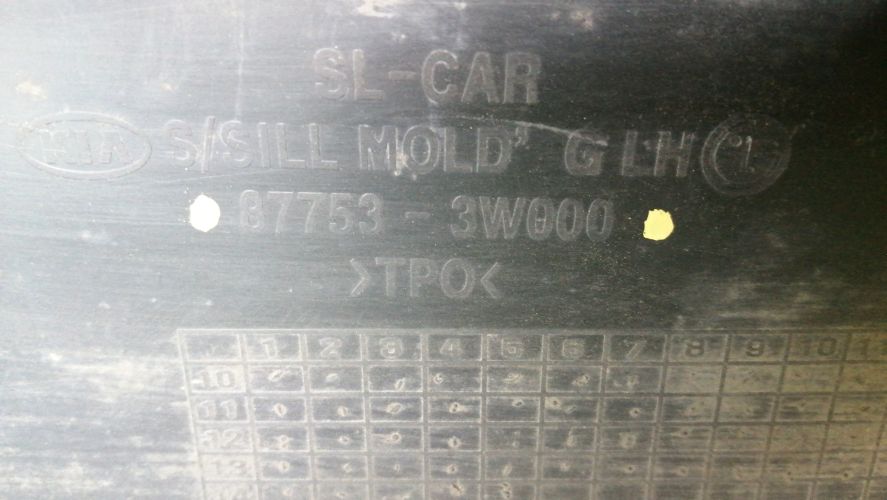 SL-CAR
KIA S/SILL MOLD' G LH
87753-3W000
>TPO<
1 2 3 4 5 6 7 8 9 10
10
11
12
13